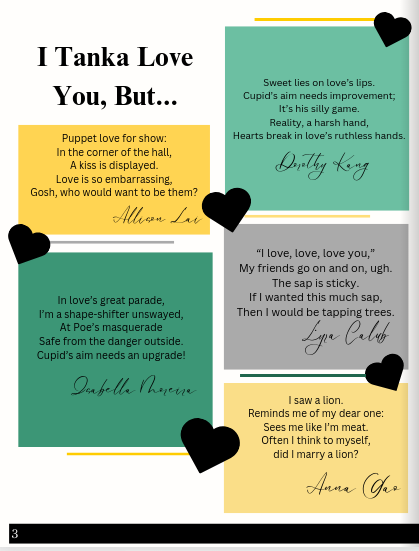 I Tanka Love
You, But...
Puppet love for show:
In the corner of the hall,
A kiss is displayed.
Love is so embarrassing,
Gosh, who would want to be them?
Allison Lai
In love's great parade,
I'm a shape-shifter unswayed,
At Poe's masquerade
Safe from the danger outside.
Cupid's aim needs an upgrade!
Isabella Moreira
Sweet lies on love's lips.
Cupid's aim needs improvement;
It's his silly game.
Reality, a harsh hand,
Hearts break in love's ruthless hands.
Dorothy Kang
“I love, love, love you,”
My friends go on and on, ugh.
The sap is sticky.
If I wanted this much sap,
Then I would be tapping trees.
Lyra Calub
I saw a lion.
Reminds me of my dear one:
Sees me like I'm meat.
Often I think to myself,
did I marry a lion?
Anna Gao
3